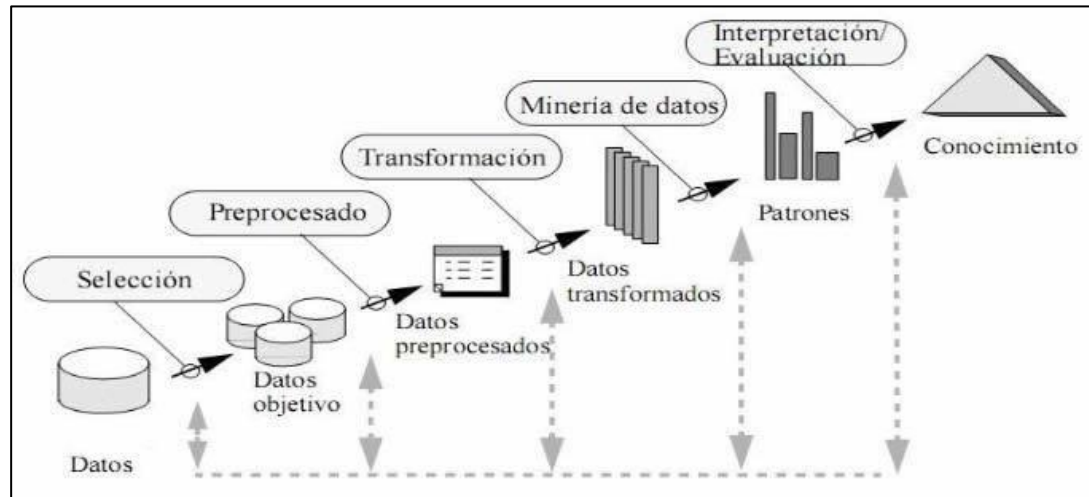 Interpretación/
Evaluación
Minería de datos
Transformación
Preprocesado
Selección
Datos
Datos
objetivo
Datos
preprocesados
Datos
transformados
Patrones
Conocimiento